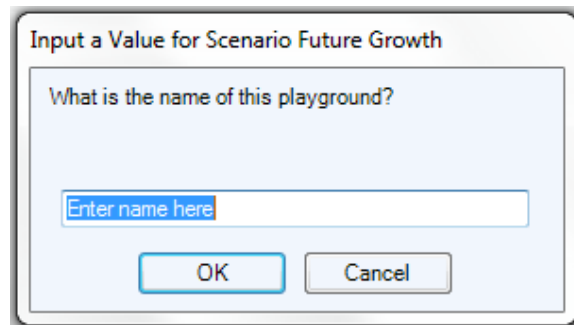 Input a Value for Scenario Future Growth
What is the name of this playground?
Enter name here
OK Cancel